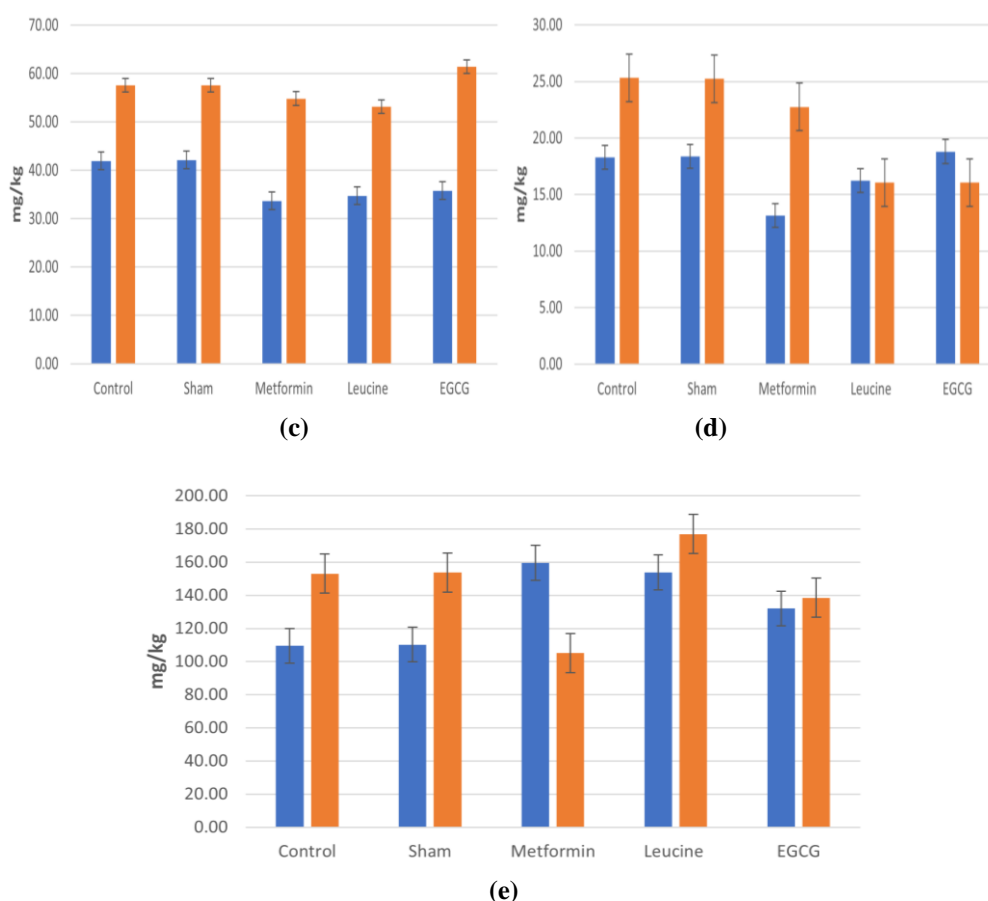 70.00
60.00
50.00
40.00
30.00
20.00
10.00
0.00
mg/kg
Control Sham Metformin Leucine EGCG
(c)
30.00
25.00
20.00
15.00
10.00
5.00
0.00
mg/kg
Control Sham Metformin Leucine EGCG
(d)
200.00
180.00
160.00
140.00
120.00
100.00
80.00
60.00
40.00
20.00
0.00
mg/kg
Control Sham Metformin Leucine EGCG
(e)